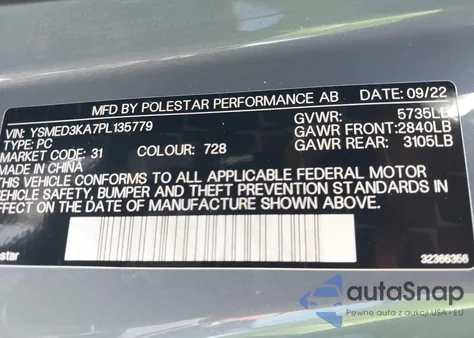 MFD BY POLESTAR PERFORMANCE AB DATE: 09/22
VIN: YSMED3KA7PL135779 GVWR: 5735LB
TYPE: PC GAWR FRONT: 2840LB
MARKET CODE: 31 COLOUR: 728 GAWR REAR: 3105LB
MADE IN CHINA
THIS VEHICLE CONFORMS TO ALL APPLICABLE FEDERAL MOTOR
VEHICLE SAFETY, BUMPER AND THEFT PREVENTION STANDARDS
IN EFFECT ON THE DATE OF MANUFACTURE SHOWN ABOVE.
estar 32366356
autoSnap
Pewne auta z aukcji USA i EU